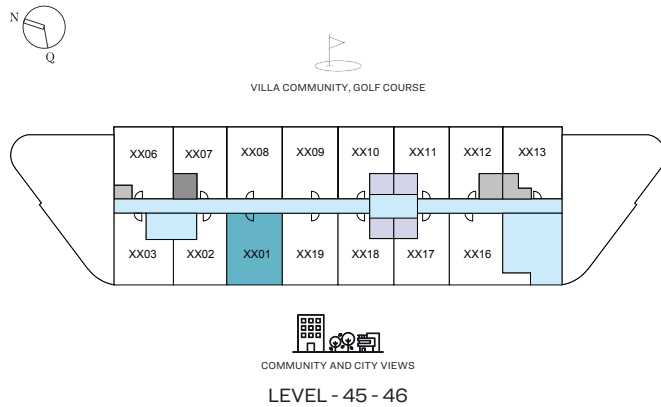 N
Q
VILLA COMMUNITY, GOLF COURSE
XX06 XX07 XX08 XX09 XX10 XX11 XX12 XX13
XX03 XX02 XX01 XX19 XX18 XX17 XX16
COMMUNITY AND CITY VIEWS
LEVEL - 45 - 46